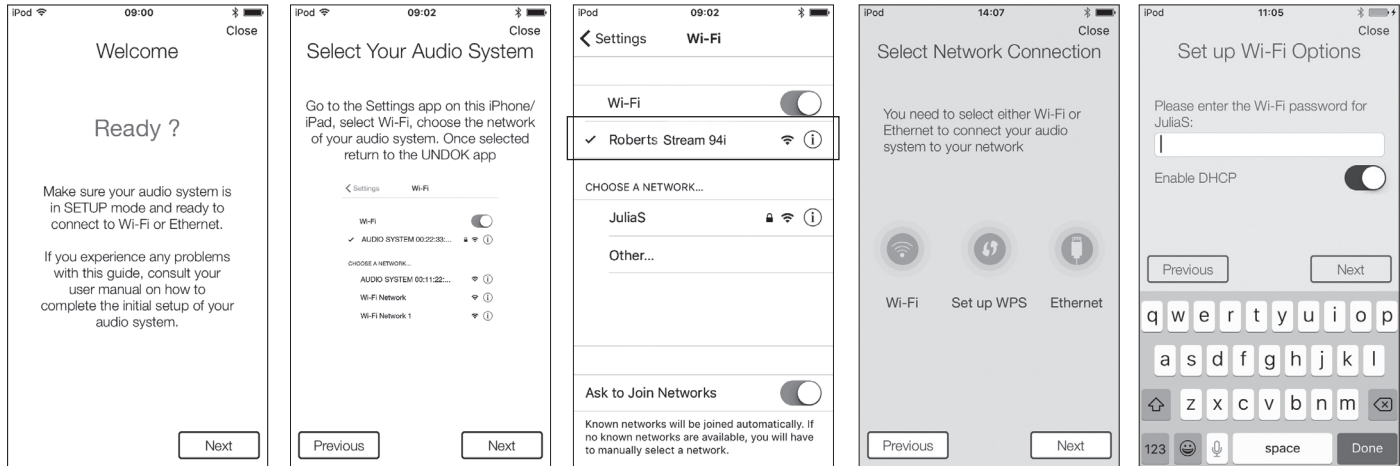 iPod 09:00
Close
Welcome
Ready ?
Make sure your audio system is
in SETUP mode and ready to
connect to Wi-Fi or Ethernet.
If you experience any problems
with this guide, consult your
user manual on how to
complete the initial setup of your
audio system.
Next
iPod 09:02
Close
Select Your Audio System
Go to the Settings app on this iPhone/
iPad, select Wi-Fi, choose the network
of your audio system. Once selected
return to the UNDOK app
Settings Wi-Fi
Wi-Fi
AUDIO SYSTEM 00:22:33:...
CHOOSE A NETWORK...
AUDIO SYSTEM 00:11:22:...
Wi-Fi Network
Wi-Fi Network 1
Previous Next
iPod 09:02
Settings Wi-Fi
Wi-Fi
Roberts Stream 94i
CHOOSE A NETWORK...
JuliaS
Other...
Ask to Join Networks
Known networks will be joined automatically. If
no known networks are available, you will have
to manually select a network.
iPod 14:07
Close
Select Network Connection
You need to select either Wi-Fi or
Ethernet to connect your audio
system to your network
Wi-Fi Set up WPS Ethernet
Previous Next
iPod 11:05
Close
Set up Wi-Fi Options
Please enter the Wi-Fi password for
JuliaS:
Enable DHCP
Previous Next
q w e r t y u i o p
a s d f g h j k l
z x c v b n m
123 space Done